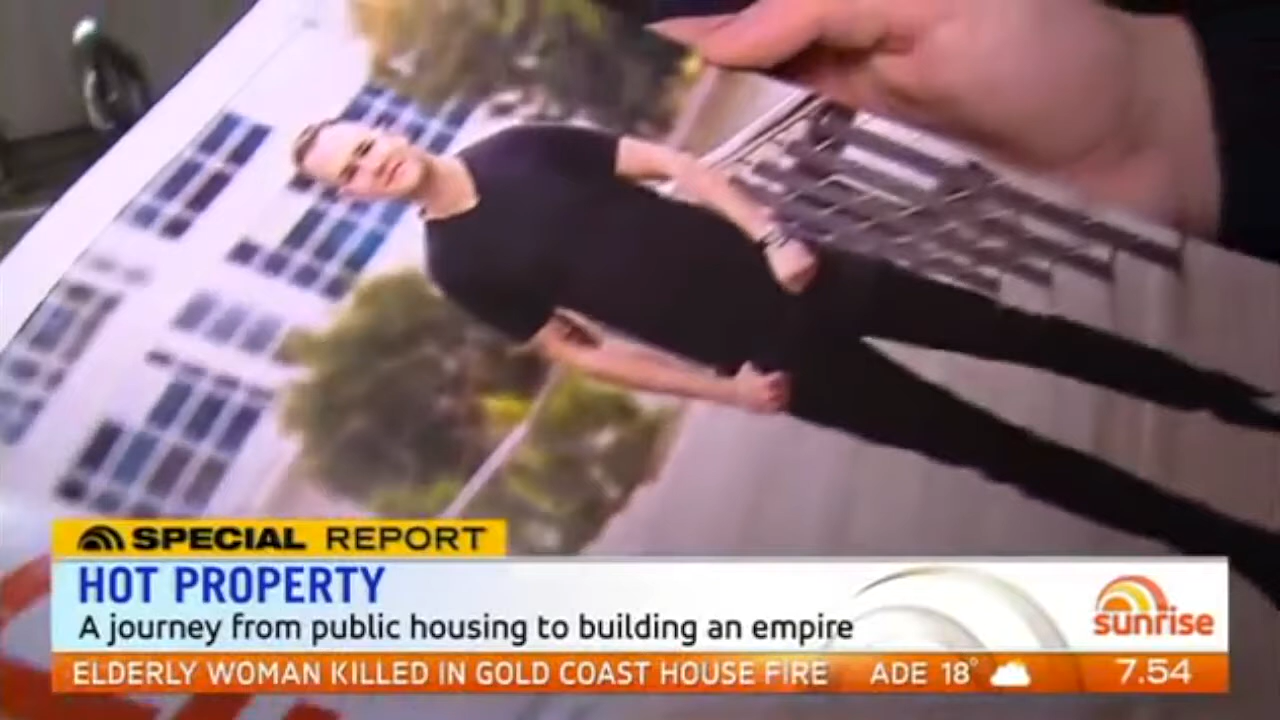 SPECIAL REPORT
HOT PROPERTY
A journey from public housing to building an empire
sunrise
ELDERLY WOMAN KILLED IN GOLD COAST HOUSE FIRE ADE 18° 7.54